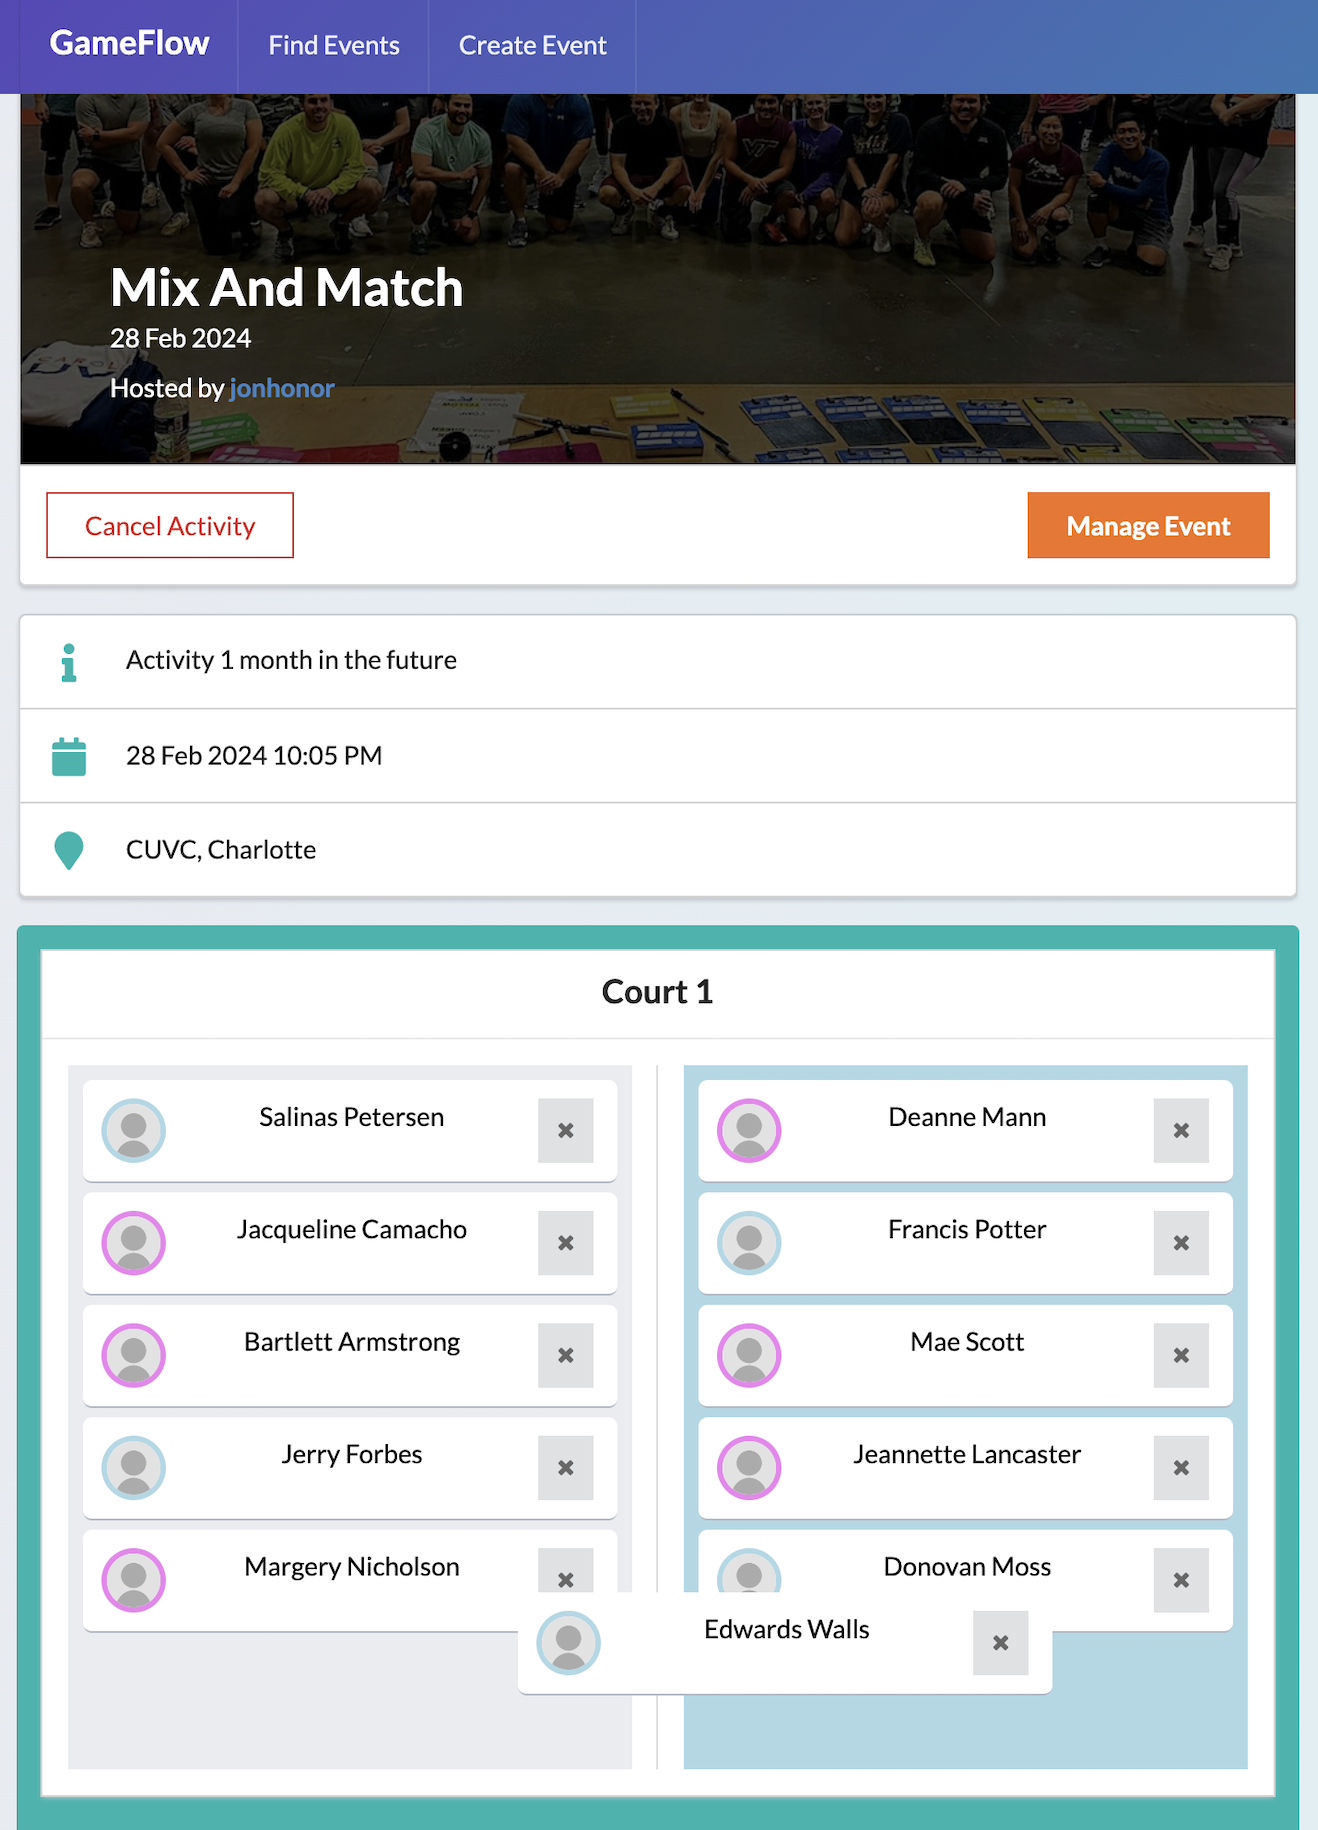 GameFlow
Find Events
Create Event
VT
Mix And Match
28 Feb 2024
Hosted by jonhonor
Cancel Activity
Manage Event
Activity 1 month in the future
28 Feb 2024 10:05 PM
CUVC, Charlotte
Court 1
Salinas Petersen
Jacqueline Camacho
Bartlett Armstrong
Jerry Forbes
Margery Nicholson
Deanne Mann
Francis Potter
Mae Scott
Jeannette Lancaster
Donovan Moss
Edwards Walls